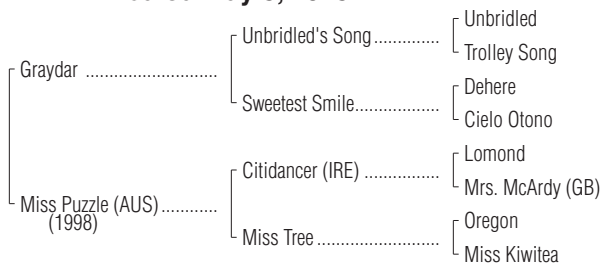 Unbridled
Unbridled's Song..............
Trolley Song
Graydar ............................
Dehere
Sweetest Smile..................
Cielo Otono
Lomond
Citidancer (IRE) ................
Mrs. McArdy (GB)
Miss Puzzle (AUS)............
(1998)
Oregon
Miss Tree..........................
Miss Kiwitea